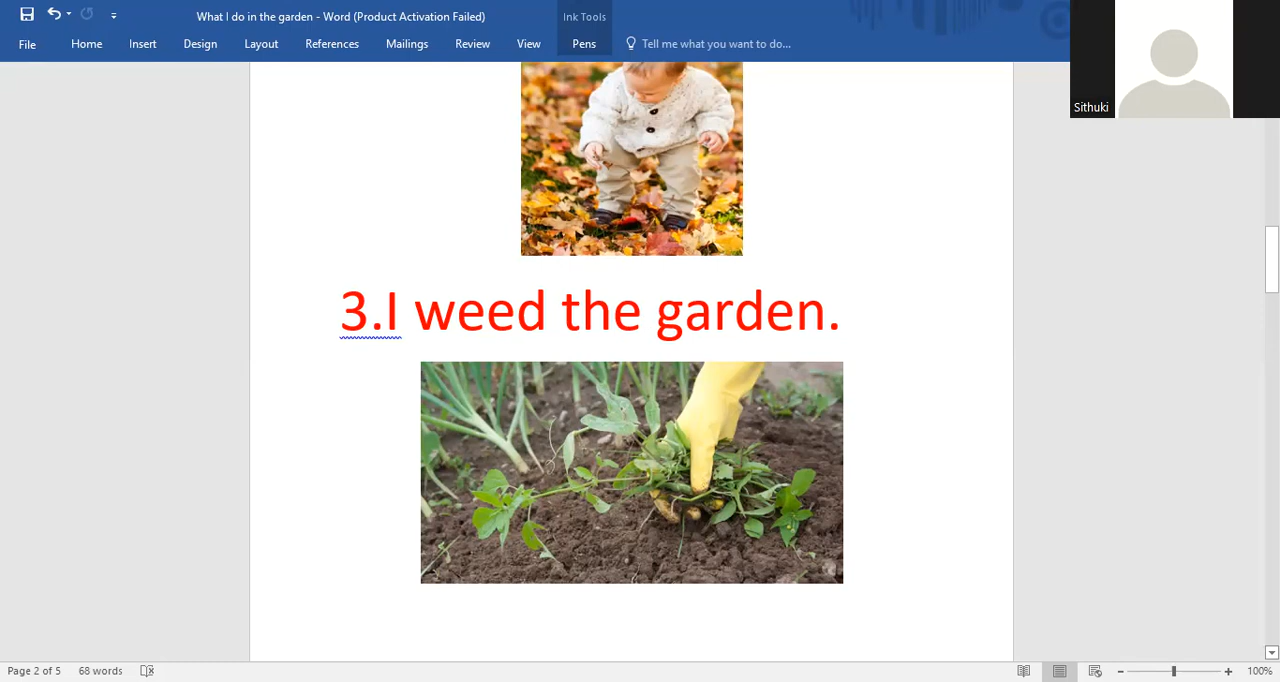 What I do in the garden - Word (Product Activation Failed)
Ink Tools
File
Home
Insert
Design
Layout
References
Mailings
Review
View
Pens
Tell me what you want to do...
Sithuki
3.I weed the garden.
Page 2 of 5
68 words
100%